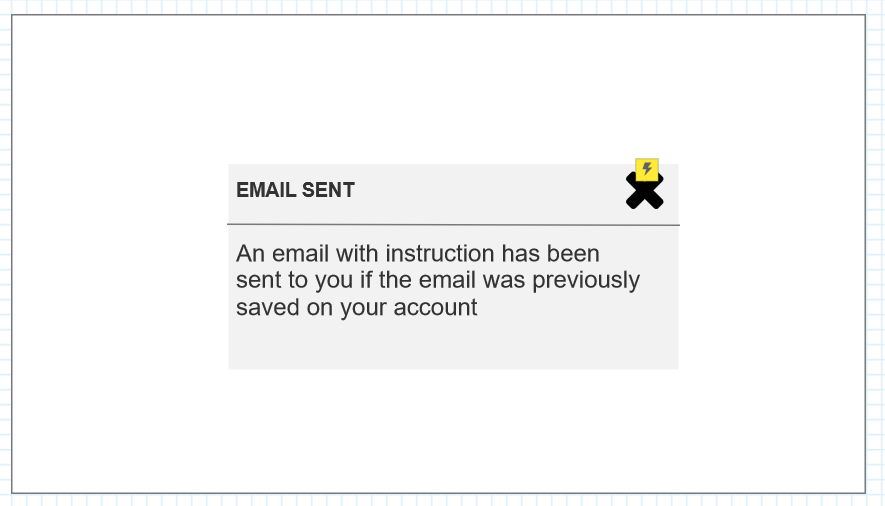 EMAIL SENT
An email with instruction has been
sent to you if the email was previously
saved on your account